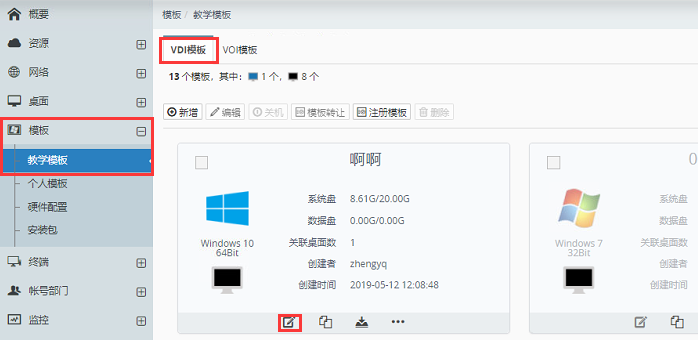 概要
资源
网络
桌面
模板
教学模板
个人模板
硬件配置
安装包
终端
帐号部门
监控
模板 / 教学模板
VDI模板 VOI模板
13 个模板，其中： 1 个， 8 个
新增 编辑 关机 模板转让 注册模板 删除
啊啊
Windows 10
64Bit
系统盘 8.61G/20.00G
数据盘 0.00G/0.00G
关联桌面数 1
创建者 zhengyq
创建时间 2019-05-12 12:08:48
0
Windows 7
32Bit
系统盘
数据盘
关联桌面数
创建者
创建时间